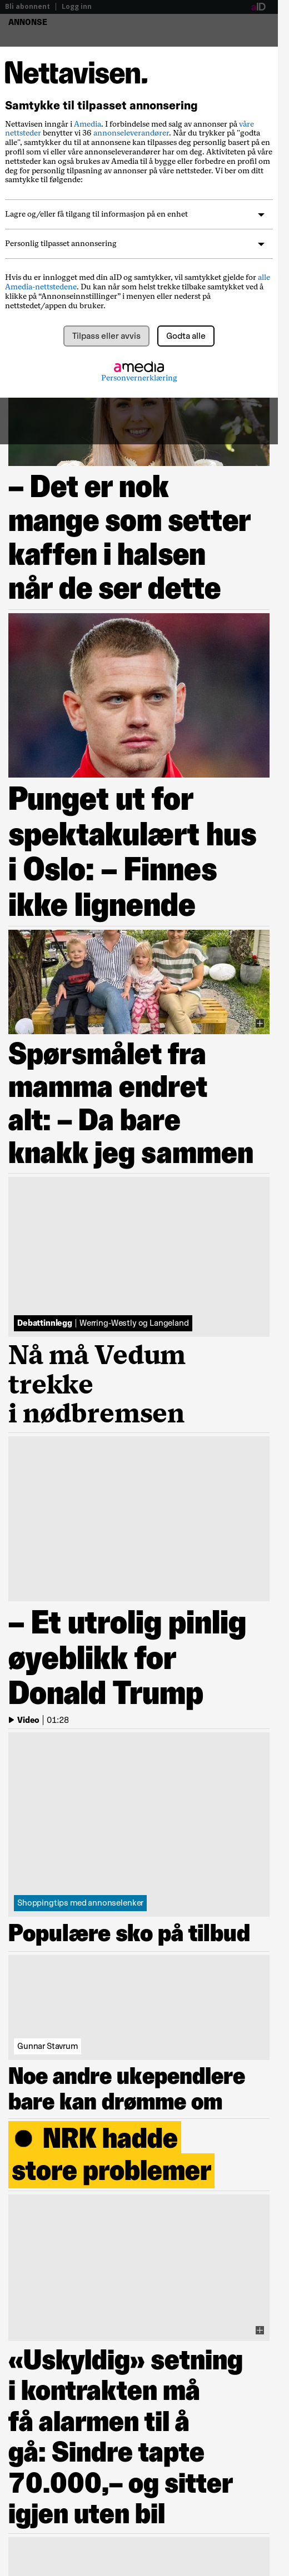 Bli abonnent | Logg inn
aID
ANNONSE
Nettavisen.
Samtykke til tilpasset annonsering
Nettavisen inngår i Amedia. I forbindelse med salg av annonser på våre
nettsteder benytter vi 36 annonseleverandører. Når du trykker på "godta
alle", samtykker du til at annonsene kan tilpasses deg personlig basert på en
profil som vi eller våre annonseleverandører har om deg. Aktiviteten på våre
nettsteder kan også brukes av Amedia til å bygge eller forbedre en profil om
deg for personlig tilpasning av annonser på våre nettsteder. Vi ber om ditt
samtykke til følgende:
Lagre og/eller få tilgang til informasjon på en enhet
Personlig tilpasset annonsering
Hvis du er innlogget med din aID og samtykker, vil samtykket gjelde for alle
Amedia-nettstedene. Du kan når som helst trekke tilbake samtykket ved å
klikke på “Annonseinnstillinger” i menyen eller nederst på
nettstedet/appen du bruker.
Tilpass eller avvis
Godta alle
amedia
Personvernerklæring
– Det er nok
mange som setter
kaffen i halsen
når de ser dette
Punget ut for
spektakulært hus
i Oslo: – Finnes
ikke lignende
Spørsmålet fra
mamma endret
alt: – Da bare
knakk jeg sammen
Debattinnlegg | Werring-Westly og Langeland
Nå må Vedum
trekke
i nødbremsen
– Et utrolig pinlig
øyeblikk for
Donald Trump
Video | 01:28
Shoppingtips med annonselenker
Populære sko på tilbud
Gunnar Stavrum
Noe andre ukependlere
bare kan drømme om
● NRK hadde
store problemer
«Uskyldig» setning
i kontrakten må
få alarmen til å
gå: Sindre tapte
70.000,– og sitter
igjen uten bil